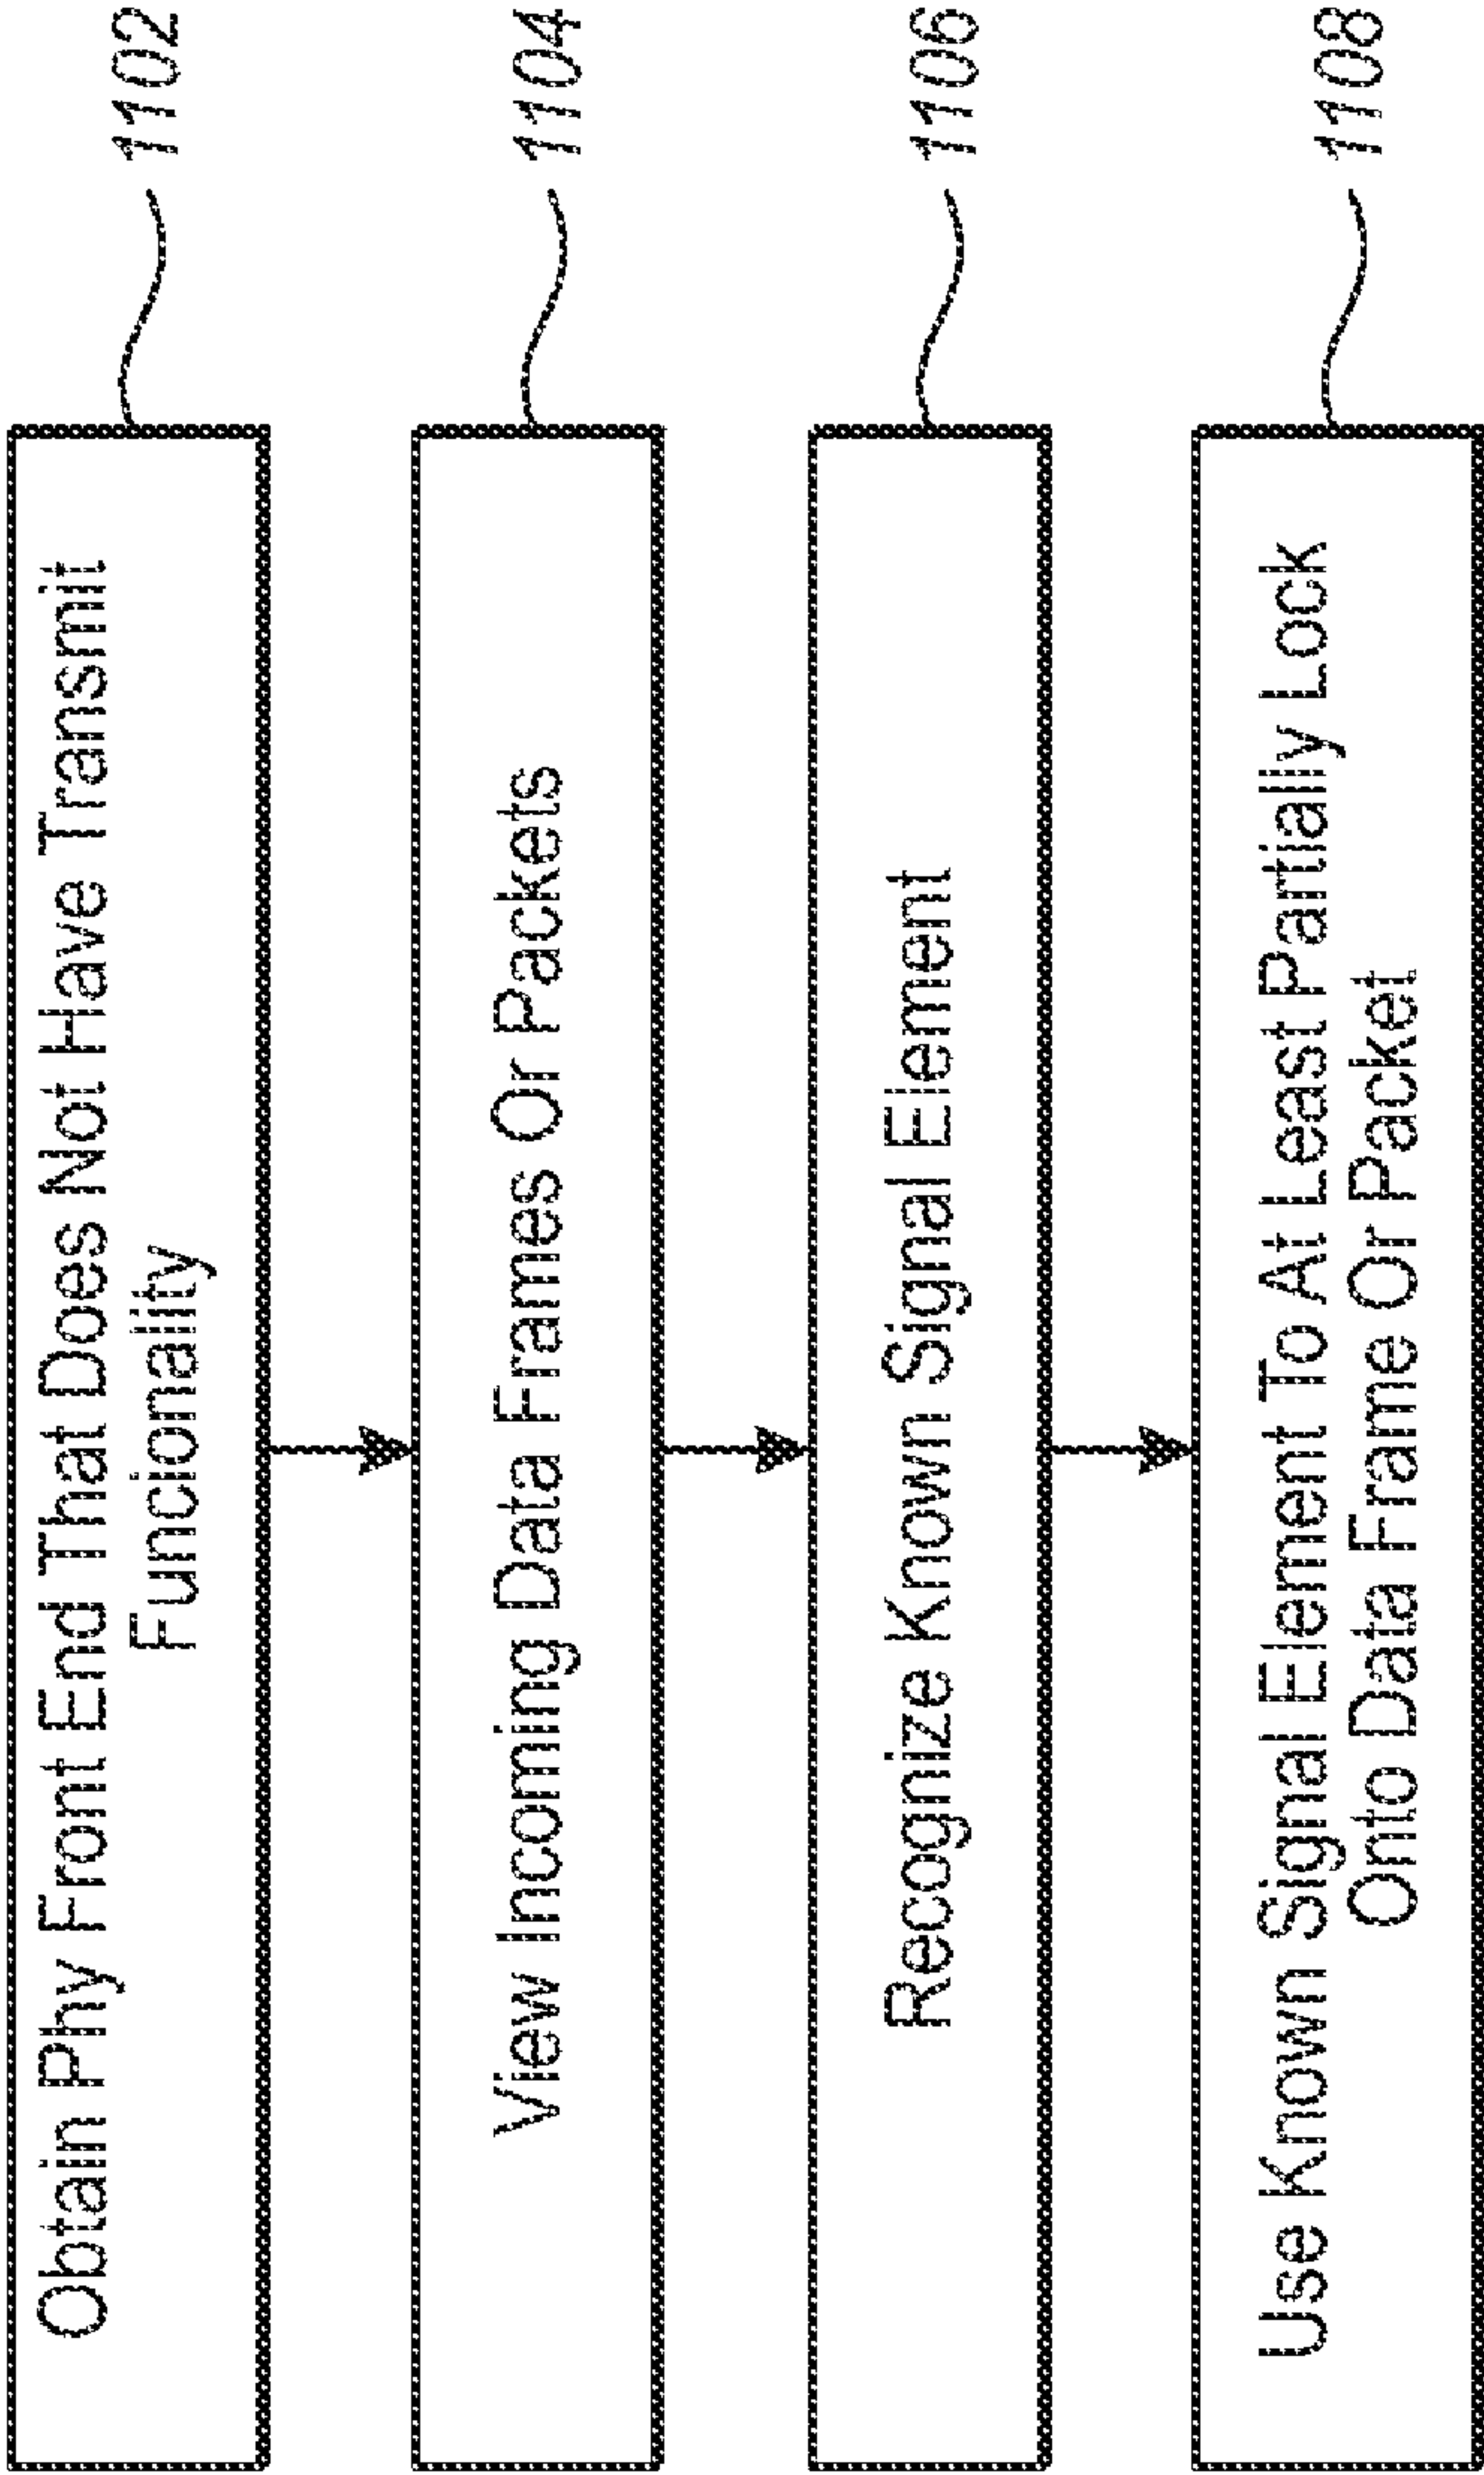 Obtain Phy Front End That Does Not Have Transmit
Funcionality
1102
View Incoming Data Frames Or Packets
1104
Recognize Known Signal Element
1106
Use Known Signal Element To At Least Partially Lock
Onto Data Frame Or Packet
1108